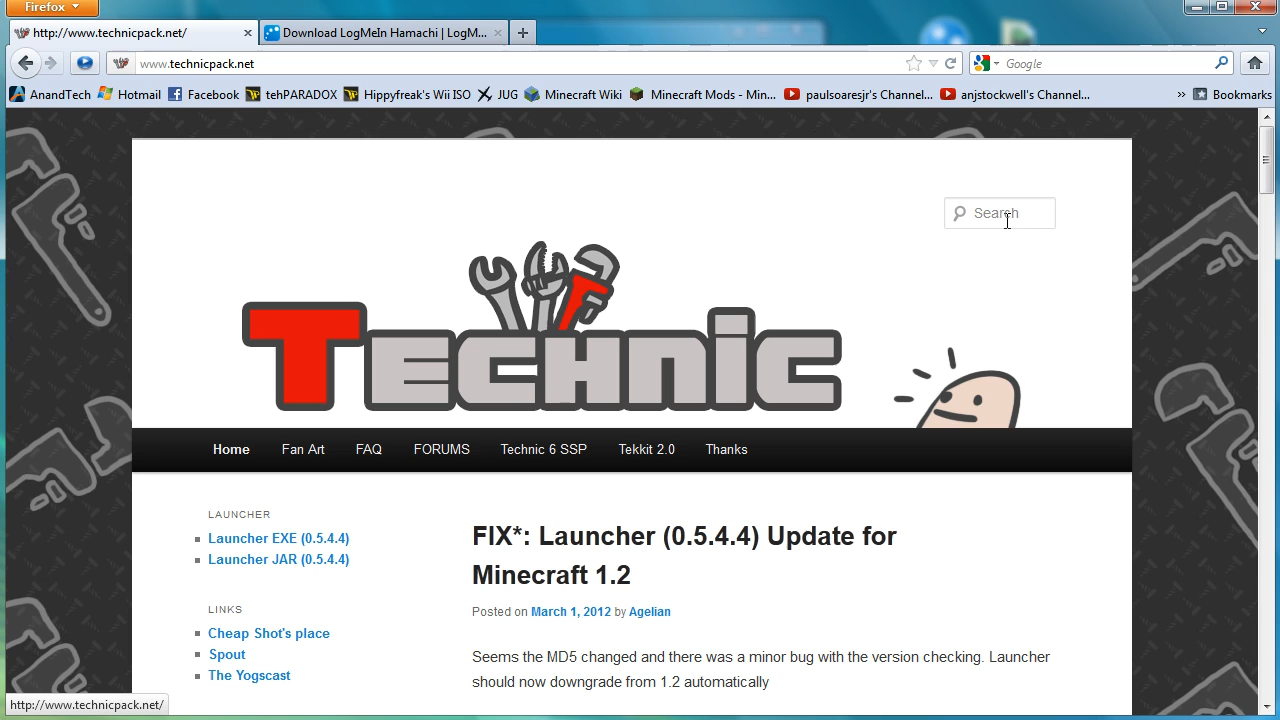 Firefox
http://www.technicpack.net/
Download LogMeIn Hamachi | LogM...
www.technicpack.net
Google
AnandTech
Hotmail
Facebook
tehPARADOX
Hippyfreak's Wii ISO
JUG
Minecraft Wiki
Minecraft Mods - Min...
paulsoaresjr's Channel...
anjstockwell's Channel...
»
Bookmarks
Search
TECHNIC
Home
Fan Art
FAQ
FORUMS
Technic 6 SSP
Tekkit 2.0
Thanks
LAUNCHER
Launcher EXE (0.5.4.4)
Launcher JAR (0.5.4.4)
LINKS
Cheap Shot's place
Spout
The Yogscast
FIX*: Launcher (0.5.4.4) Update for
Minecraft 1.2
Posted on March 1, 2012 by Agelian
Seems the MD5 changed and there was a minor bug with the version checking. Launcher
should now downgrade from 1.2 automatically
http://www.technicpack.net/